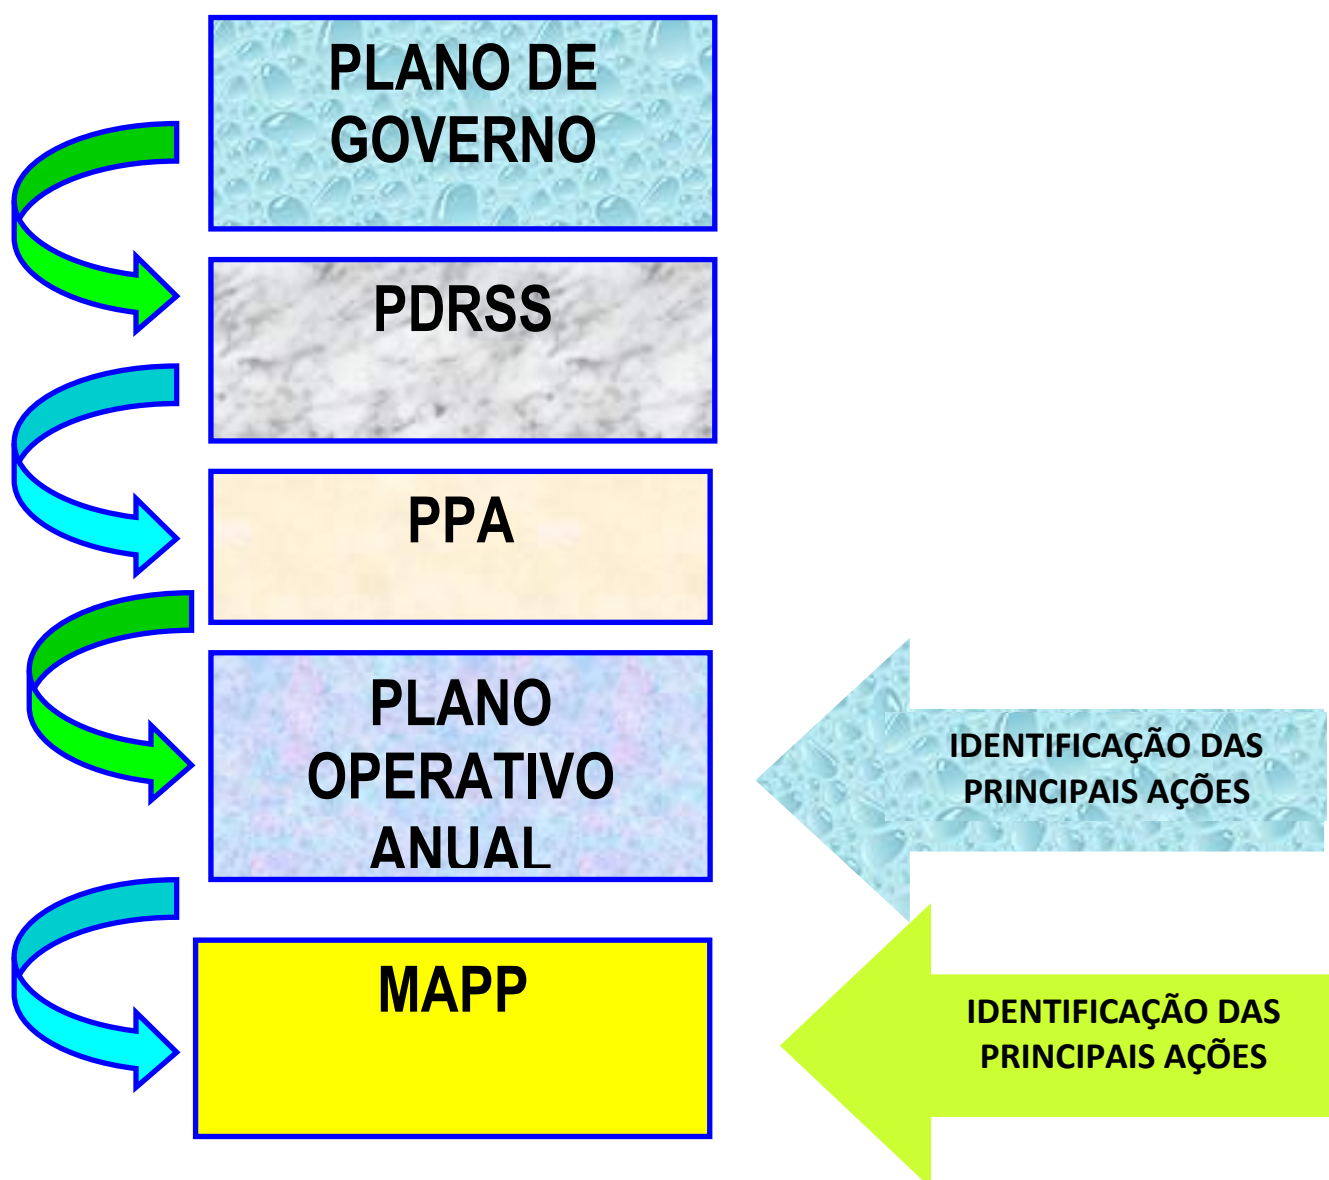 PLANO DE
GOVERNO
PDRSS
PPA
PLANO
OPERATIVO
ANUAL
IDENTIFICAÇÃO DAS
PRINCIPAIS AÇÕES
MAPP
IDENTIFICAÇÃO DAS
PRINCIPAIS AÇÕES